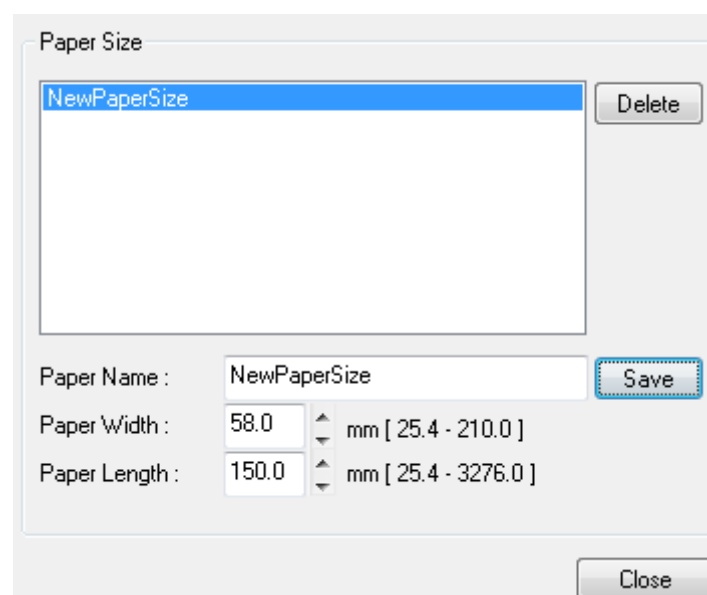 Paper Size
NewPaperSize
Delete
Paper Name : NewPaperSize Save
Paper Width : 58.0 mm [ 25.4 - 210.0 ]
Paper Length : 150.0 mm [ 25.4 - 3276.0 ]
Close